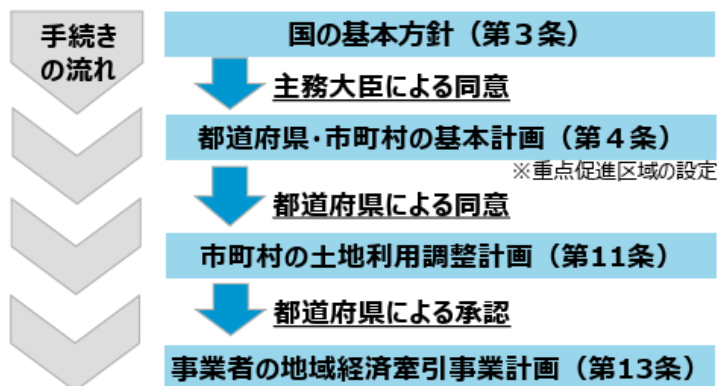 手続き
の流れ
国の基本方針（第３条）
主務大臣による同意
都道府県・市町村の基本計画（第４条）
※重点促進区域の設定
都道府県による同意
市町村の土地利用調整計画（第11条）
都道府県による承認
事業者の地域経済牽引事業計画（第13条）